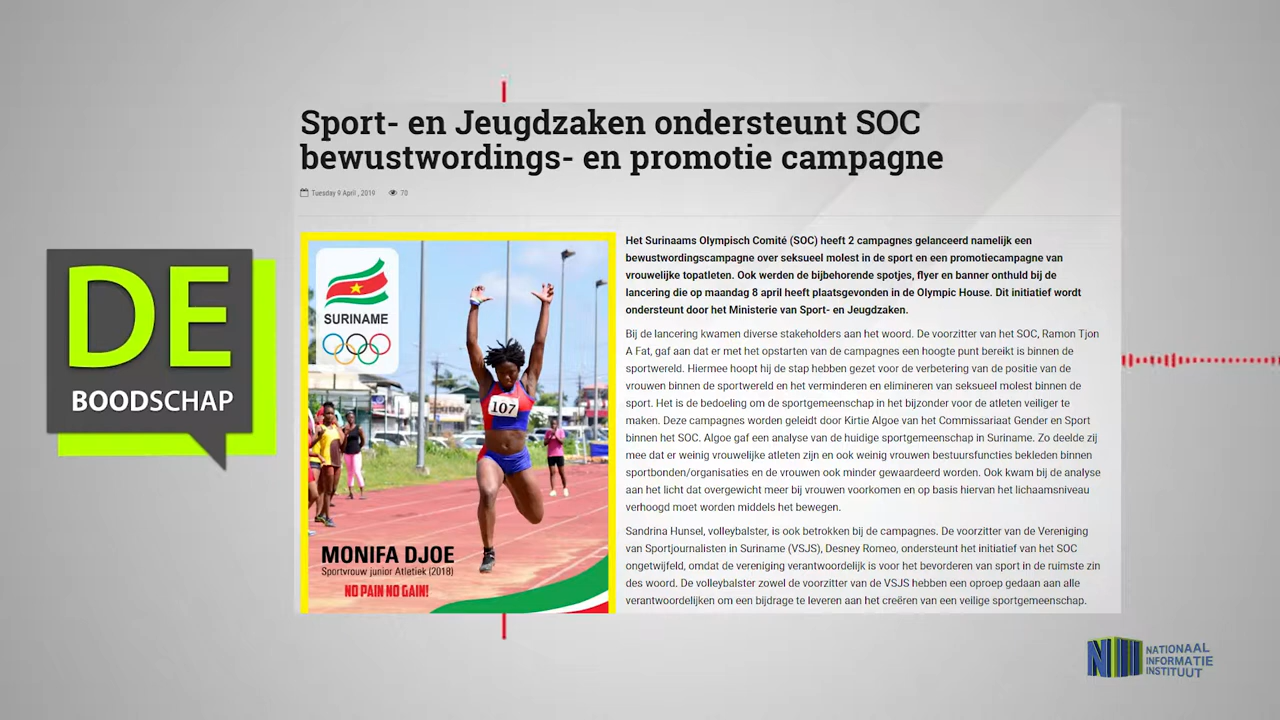 Sport- en Jeugdzaken ondersteunt SOC
bewustwordings- en promotie campagne
Tuesday 9 April , 2019 70
DE
BOODSCHAP
SURINAME
107
MONIFA DJOE
Sportvrouw junior Atletiek (2018)
NO PAIN NO GAIN!
Het Surinaams Olympisch Comité (SOC) heeft 2 campagnes gelanceerd namelijk een
bewustwordingscampagne over seksueel molest in de sport en een promotiecampagne van
vrouwelijke topatleten. Ook werden de bijbehorende spotjes, flyer en banner onthuld bij de
lancering die op maandag 8 april heeft plaatsgevonden in de Olympic House. Dit initiatief wordt
ondersteunt door het Ministerie van Sport- en Jeugdzaken.
Bij de lancering kwamen diverse stakeholders aan het woord. De voorzitter van het SOC, Ramon Tjon
A Fat, gaf aan dat er met het opstarten van de campagnes een hoogte punt bereikt is binnen de
sportwereld. Hiermee hoopt hij de stap hebben gezet voor de verbetering van de positie van de
vrouwen binnen de sportwereld en het verminderen en elimineren van seksueel molest binnen de
sport. Het is de bedoeling om de sportgemeenschap in het bijzonder voor de atleten veiliger te
maken. Deze campagnes worden geleidt door Kirtie Algoe van het Commissariaat Gender en Sport
binnen het SOC. Algoe gaf een analyse van de huidige sportgemeenschap in Suriname. Zo deelde zij
mee dat er weinig vrouwelijke atleten zijn en ook weinig vrouwen bestuursfuncties bekleden binnen
sportbonden/organisaties en de vrouwen ook minder gewaardeerd worden. Ook kwam bij de analyse
aan het licht dat overgewicht meer bij vrouwen voorkomen en op basis hiervan het lichaamsniveau
verhoogd moet worden middels het bewegen.
Sandrina Hunsel, volleybalster, is ook betrokken bij de campagnes. De voorzitter van de Vereniging
van Sportjournalisten in Suriname (VSJS), Desney Romeo, ondersteunt het initiatief van het SOC
ongetwijfeld, omdat de vereniging verantwoordelijk is voor het bevorderen van sport in de ruimste zin
des woord. De volleybalster zowel de voorzitter van de VSJS hebben een oproep gedaan aan alle
verantwoordelijken om een bijdrage te leveren aan het creëren van een veilige sportgemeenschap.
NATIONAAL
INFORMATIE
INSTITUUT